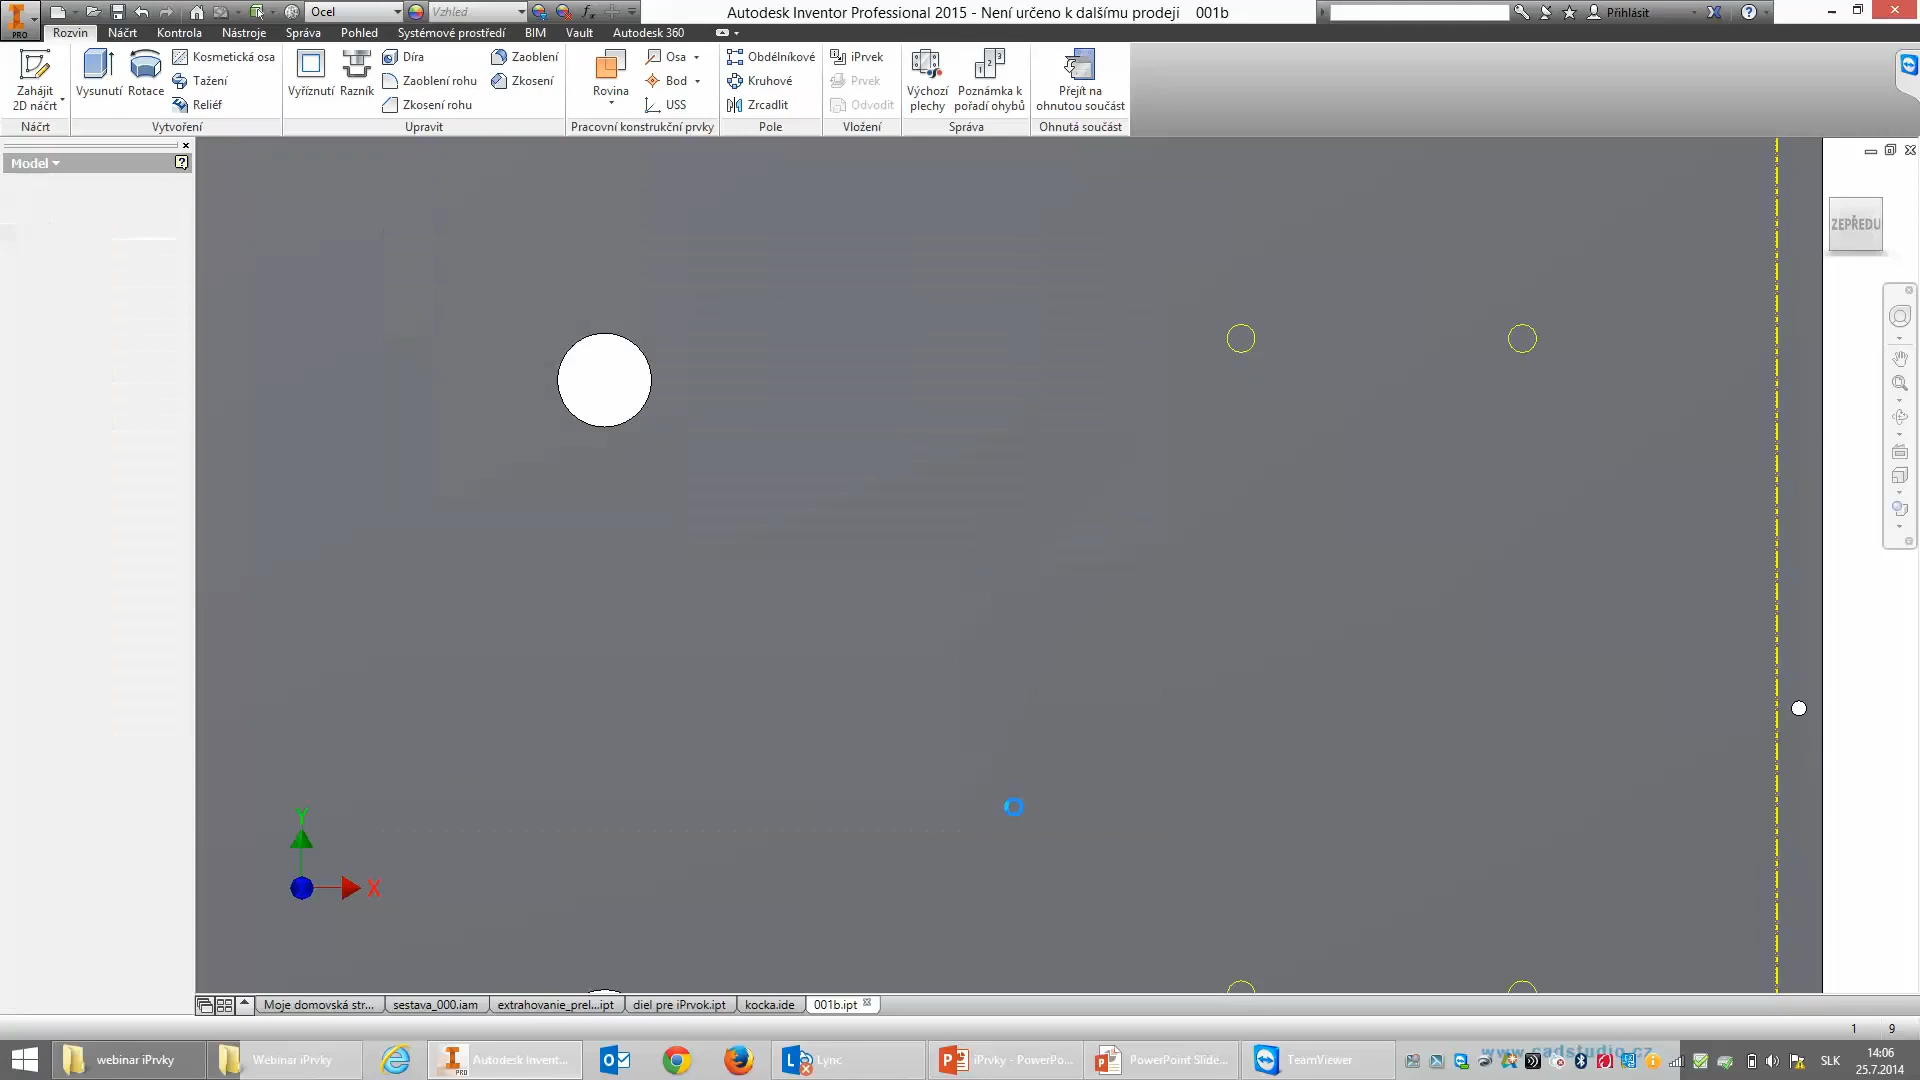 Ocel
Vzhled
Autodesk Inventor Professional 2015 - Není určeno k dalšímu prodeji 001b
Přihlásit
PRO
Rozvin Náčrt Kontrola Nástroje Správa Pohled Systémové prostředí BIM Vault Autodesk 360
Zahájit
2D náčrt
Náčrt
Vysunutí
Rotace
Kosmetická osa
Tažení
Reliéf
Vytvoření
Vyříznutí
Razník
Díra
Zaoblení rohu
Zkosení rohu
Zaoblení
Zkosení
Upravit
Rovina
Osa
Bod
USS
Pracovní konstrukční prvky
Obdélníkové
Kruhové
Zrcadlit
Pole
iPrvek
Prvek
Odvodit
Vložení
Výchozí
plechy
Poznámka k
pořadí ohybů
Správa
Přejít na
ohnutou součást
Ohnutá součást
Model
ZEPŘEDU
Y
X
Moje domovská str...
sestava_000.iam
extrahovanie_prel...ipt
diel pre iPrvok.ipt
kocka.ide
001b.ipt
1 9
webinar iPrvky
Webinar iPrvky
Autodesk Invent...
Lync
iPrvky - PowerPo...
PowerPoint Slide...
TeamViewer
www.cadstudio.cz
SLK
14:06
25.7.2014